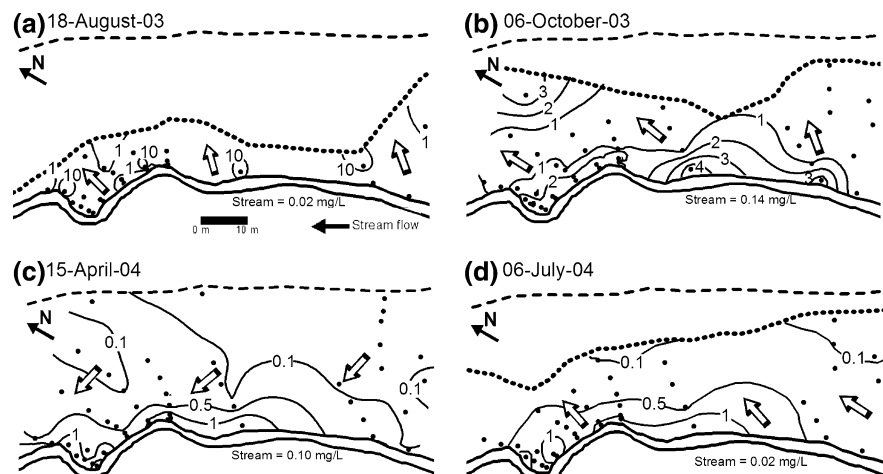 (a) 18-August-03
N
1
10
1
1
10
10
10
1
Stream = 0.02 mg/L
0 m 10 m
Stream flow
(b) 06-October-03
N
3
2
1
1
2
1
2
3
4
3
Stream = 0.14 mg/L
(c) 15-April-04
N
0.1
0.1
0.1
0.5
1
1
Stream = 0.10 mg/L
(d) 06-July-04
N
0.1
0.1
0.5
1
1
Stream = 0.02 mg/L